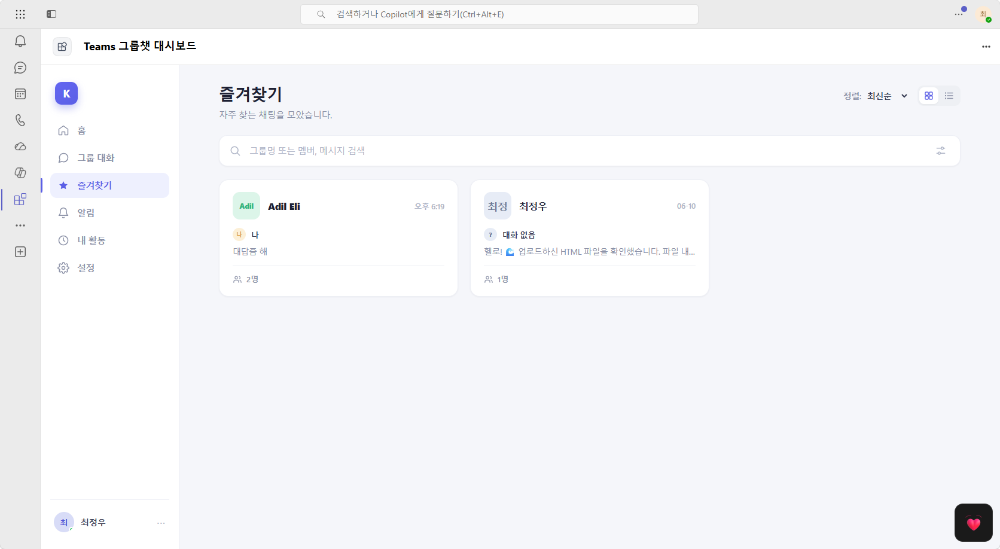 검색하거나 Copilot에게 질문하기(Ctrl+Alt+E)
최
Teams 그룹챗 대시보드
K
홈
그룹 대화
즐겨찾기
알림
내 활동
설정
최 최정우
즐겨찾기
자주 찾는 채팅을 모았습니다.
정렬: 최신순
그룹명 또는 멤버, 메시지 검색
Adil Adil Eli 오후 6:19
나 나
대답좀 해
2명
최정 최정우 06-10
? 대화 없음
헬로! 🌊 업로드하신 HTML 파일을 확인했습니다. 파일 내...
1명